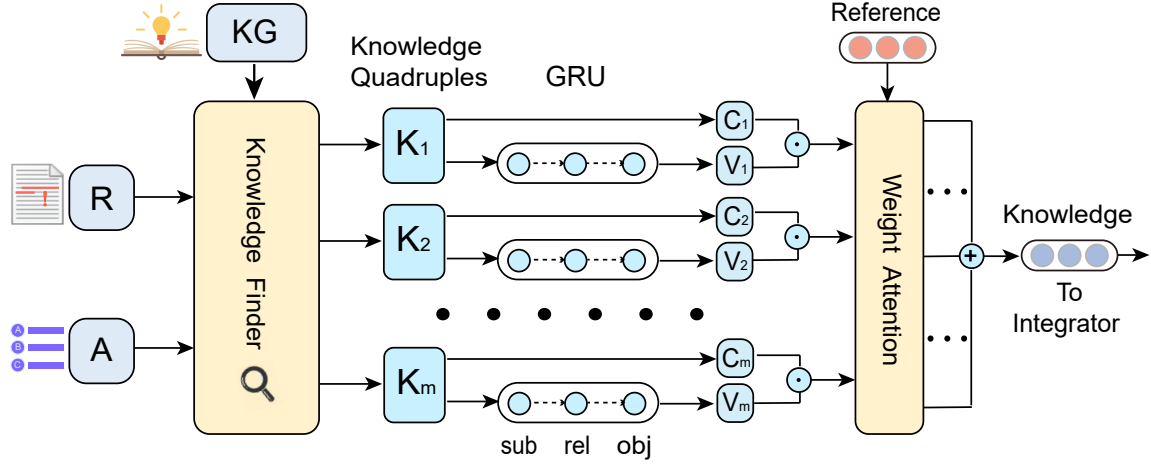 KG
Reference
Knowledge
Quadruples
GRU
R
A
A
B
C
Knowledge Finder
K1
C1
V1
K2
C2
V2
Km
Cm
Vm
sub rel obj
Weight Attention
+
Knowledge
To
Integrator